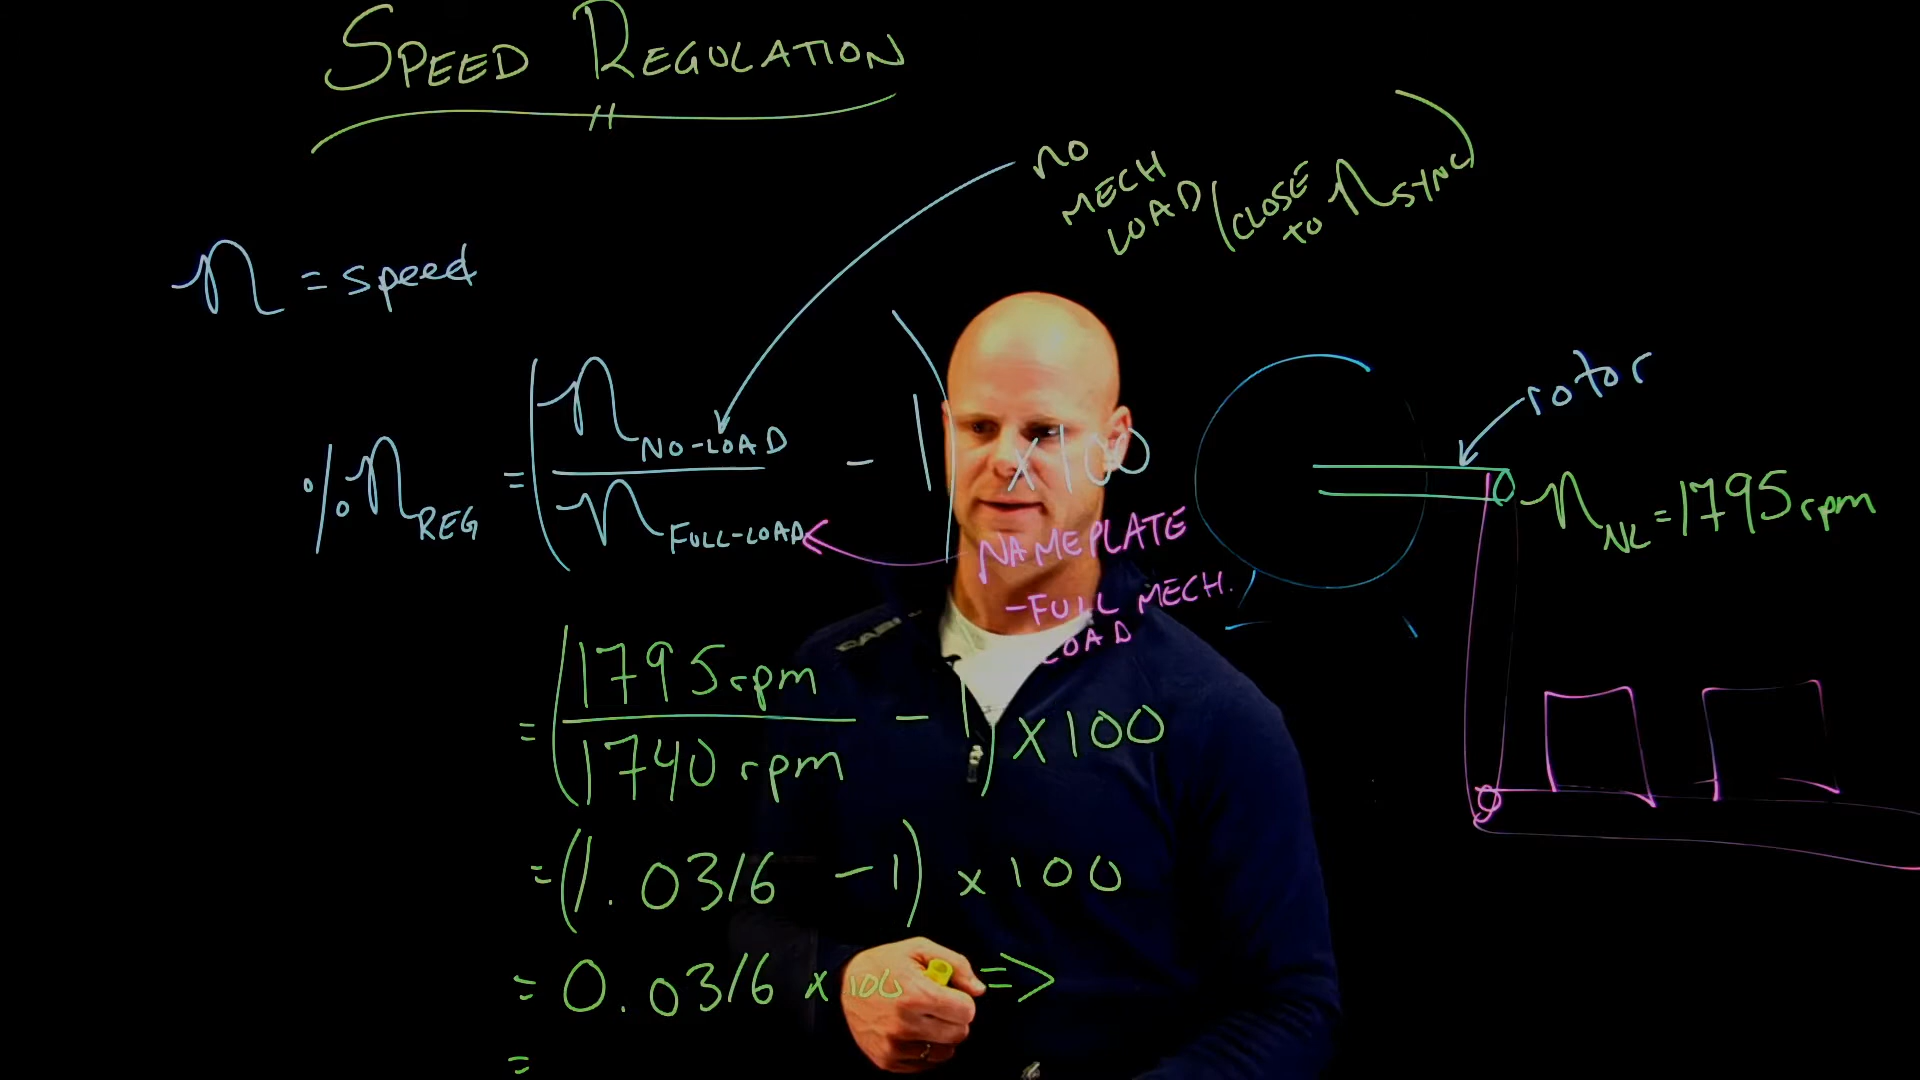 SPEED REGULATION
no
MECH
LOAD (CLOSE
TO n SYNC)
n = speed
rotor
%n REG = (n NO-LOAD / n FULL-LOAD - 1) x 100
n NL = 1795 rpm
NAMEPLATE
- FULL MECH.
LOAD
= (1795 rpm / 1740 rpm - 1) x 100
= (1.0316 - 1) x 100
= 0.0316 x 100 =>
=